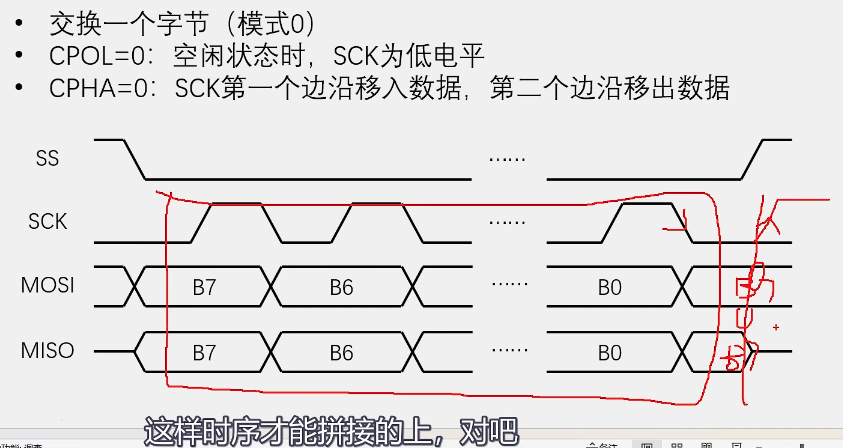 • 交换一个字节（模式0）
• CPOL=0：空闲状态时，SCK为低电平
• CPHA=0：SCK第一个边沿移入数据，第二个边沿移出数据
SS ……
SCK ……
MOSI B7 B6 …… B0
MISO B7 B6 …… B0
这样时序才能拼接的上，对吧